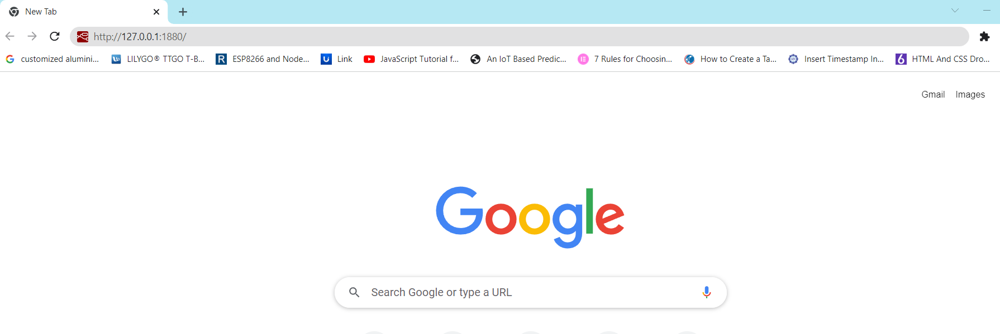 New Tab
http://127.0.0.1:1880/
customized alumini... LILYGO® TTGO T-B... ESP8266 and Node... Link JavaScript Tutorial f... An IoT Based Predic... 7 Rules for Choosin... How to Create a Ta... Insert Timestamp In... HTML And CSS Dro...
Gmail Images
Google
Search Google or type a URL